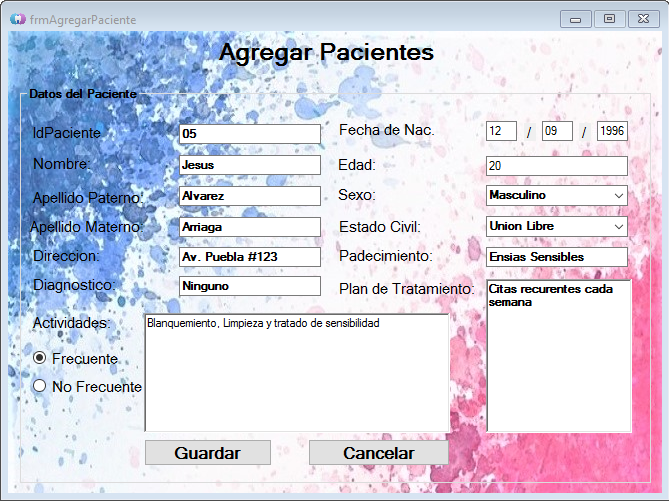 frmAgregarPaciente
Agregar Pacientes
Datos del Paciente
IdPaciente 05 Fecha de Nac. 12 / 09 / 1996
Nombre: Jesus Edad: 20
Apellido Paterno: Alvarez Sexo: Masculino
Apellido Materno: Arriaga Estado Civil: Union Libre
Direccion: Av. Puebla #123 Padecimiento: Ensias Sensibles
Diagnostico: Ninguno Plan de Tratamiento: Citas recurentes cada
semana
Actividades: Blanquemiento, Limpieza y tratado de sensibilidad
Frecuente
No Frecuente
Guardar Cancelar